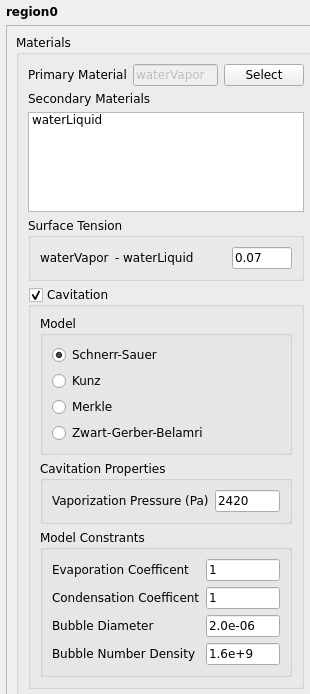 region0
Materials
Primary Material waterVapor Select
Secondary Materials
waterLiquid
Surface Tension
waterVapor - waterLiquid 0.07
Cavitation
Model
Schnerr-Sauer
Kunz
Merkle
Zwart-Gerber-Belamri
Cavitation Properties
Vaporization Pressure (Pa) 2420
Model Constrants
Evaporation Coefficent 1
Condensation Coefficent 1
Bubble Diameter 2.0e-06
Bubble Number Density 1.6e+9